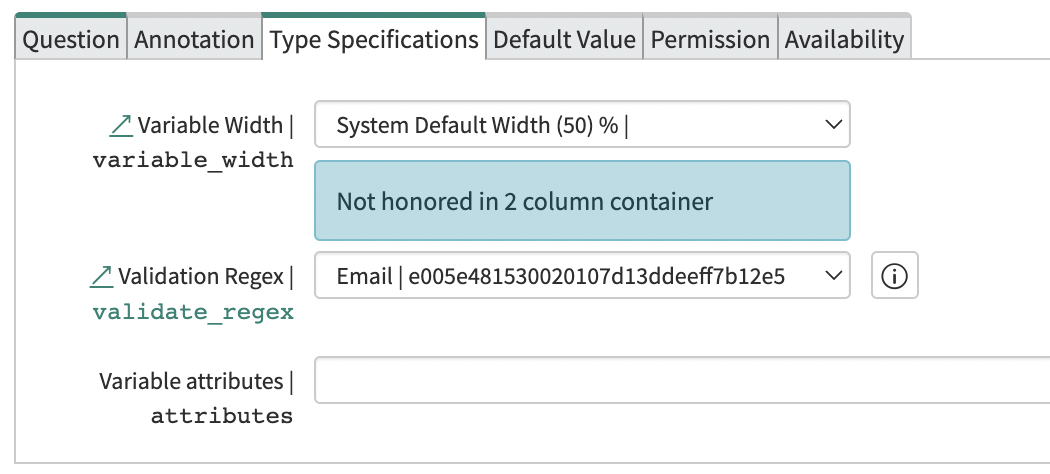 Question Annotation Type Specifications Default Value Permission Availability
Variable Width | System Default Width (50) % |
variable_width
Not honored in 2 column container
Validation Regex | Email | e005e481530020107d13ddeeff7b12e5
validate_regex
Variable attributes |
attributes